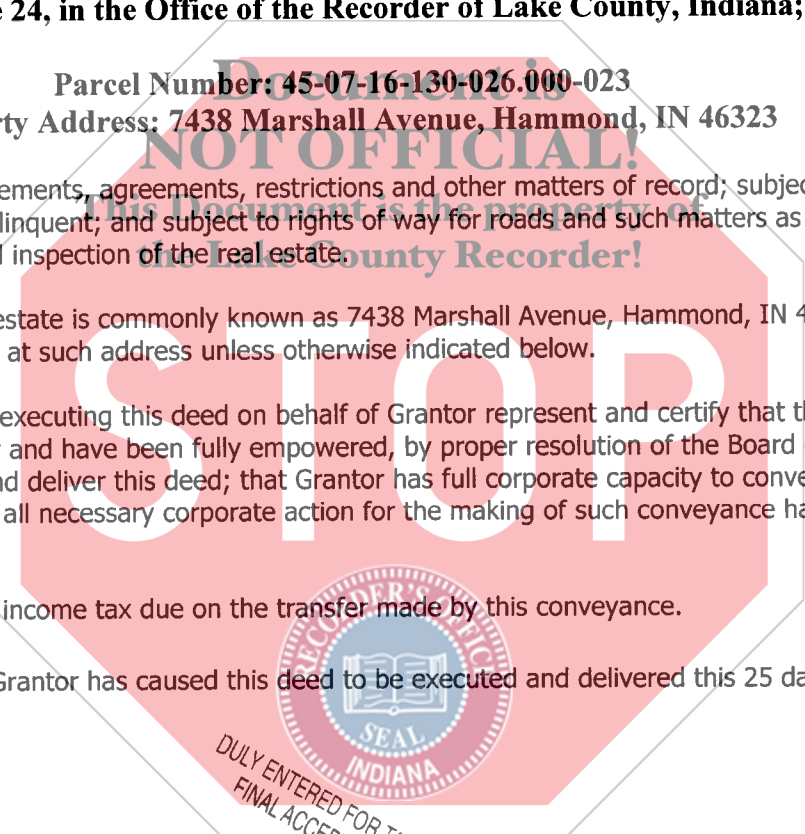 e 24, in the Office of the Recorder of Lake County, Indiana;
Document is
Parcel Number: 45-07-16-130-026.000-023
rty Address: 7438 Marshall Avenue, Hammond, IN 46323
NOT OFFICIAL!
ements, agreements, restrictions and other matters of record; subjec
This Document is the property of
linquent; and subject to rights of way for roads and such matters as
l inspection of the real estate.
the Lake County Recorder!
estate is commonly known as 7438 Marshall Avenue, Hammond, IN 4
at such address unless otherwise indicated below.
STOP
executing this deed on behalf of Grantor represent and certify that th
r and have been fully empowered, by proper resolution of the Board
nd deliver this deed; that Grantor has full corporate capacity to conve
all necessary corporate action for the making of such conveyance ha
income tax due on the transfer made by this conveyance.
RECORDER'S OFFICE
Grantor has caused this deed to be executed and delivered this 25 da
SEAL
INDIANA
DULY ENTERED FOR TA
FINAL ACCEP